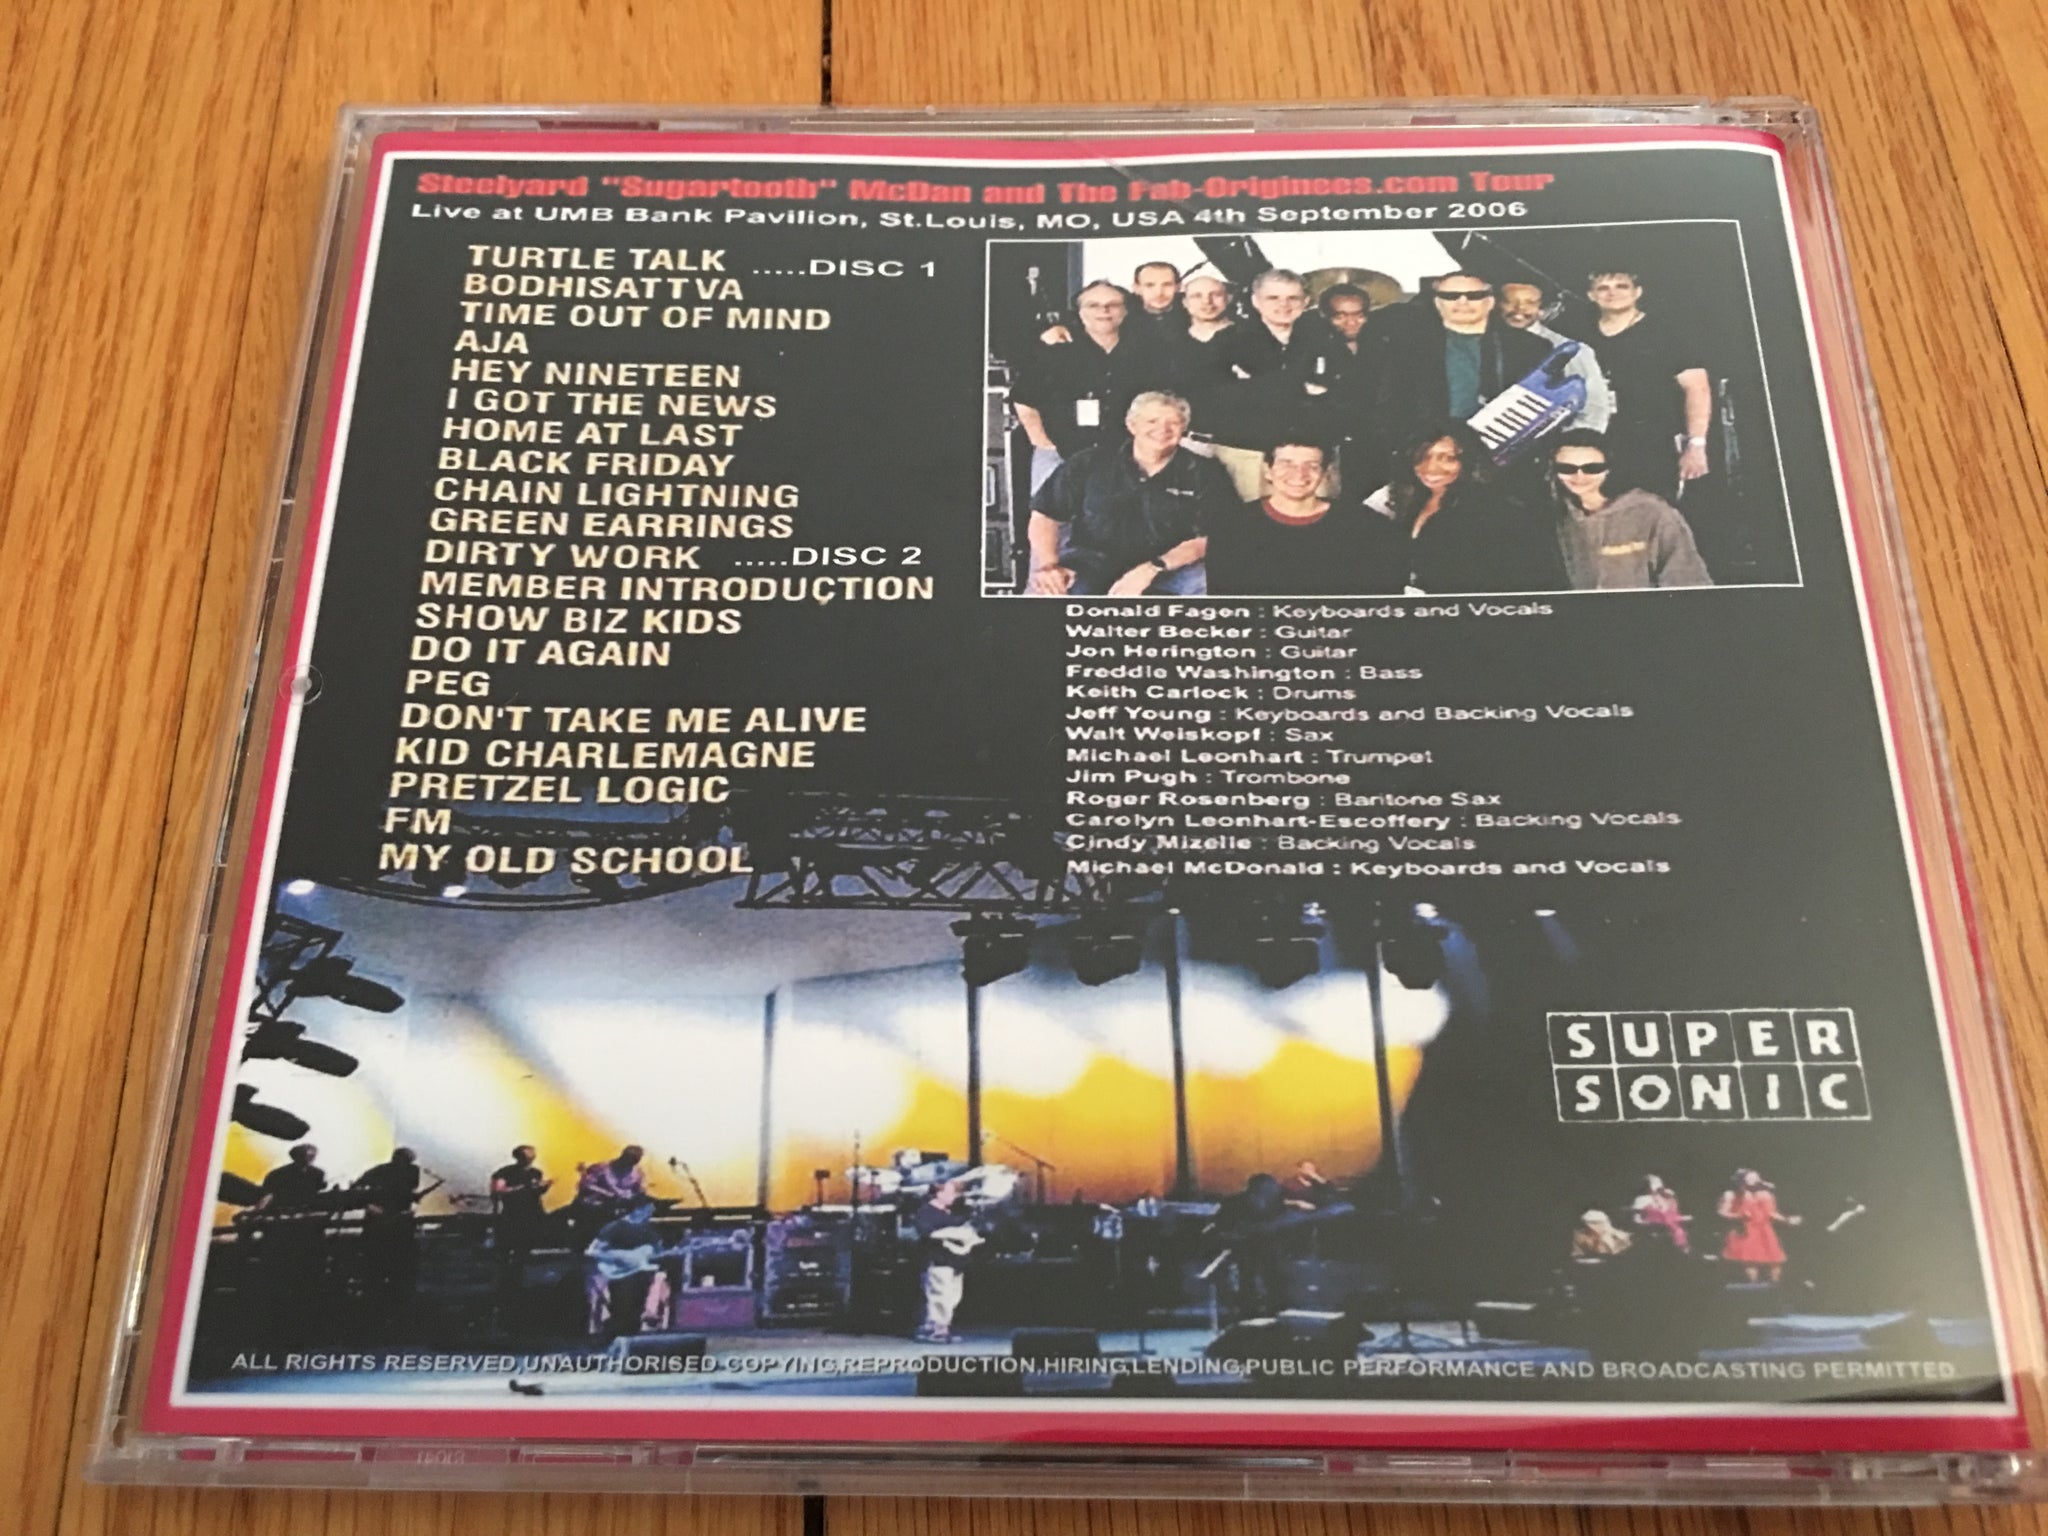 Steelyard "Sugartooth" McDan and The Fab-Originees.com Tour
Live at UMB Bank Pavilion, St.Louis, MO, USA 4th September 2006
TURTLE TALK .....DISC 1
BODHISATTVA
TIME OUT OF MIND
AJA
HEY NINETEEN
I GOT THE NEWS
HOME AT LAST
BLACK FRIDAY
CHAIN LIGHTNING
GREEN EARRINGS
DIRTY WORK .....DISC 2
MEMBER INTRODUCTION
SHOW BIZ KIDS
DO IT AGAIN
PEG
DON'T TAKE ME ALIVE
KID CHARLEMAGNE
PRETZEL LOGIC
FM
MY OLD SCHOOL
Donald Fagen : Keyboards and Vocals
Walter Becker : Guitar
Jon Herington : Guitar
Freddie Washington : Bass
Keith Carlock : Drums
Jeff Young : Keyboards and Backing Vocals
Walt Weiskopf : Sax
Michael Leonhart : Trumpet
Jim Pugh : Trombone
Roger Rosenberg : Baritone Sax
Carolyn Leonhart-Escoffery : Backing Vocals
Cindy Mizelle : Backing Vocals
Michael McDonald : Keyboards and Vocals
SUPER
SONIC
ALL RIGHTS RESERVED,UNAUTHORISED COPYING,REPRODUCTION,HIRING,LENDING,PUBLIC PERFORMANCE AND BROADCASTING PERMITTED